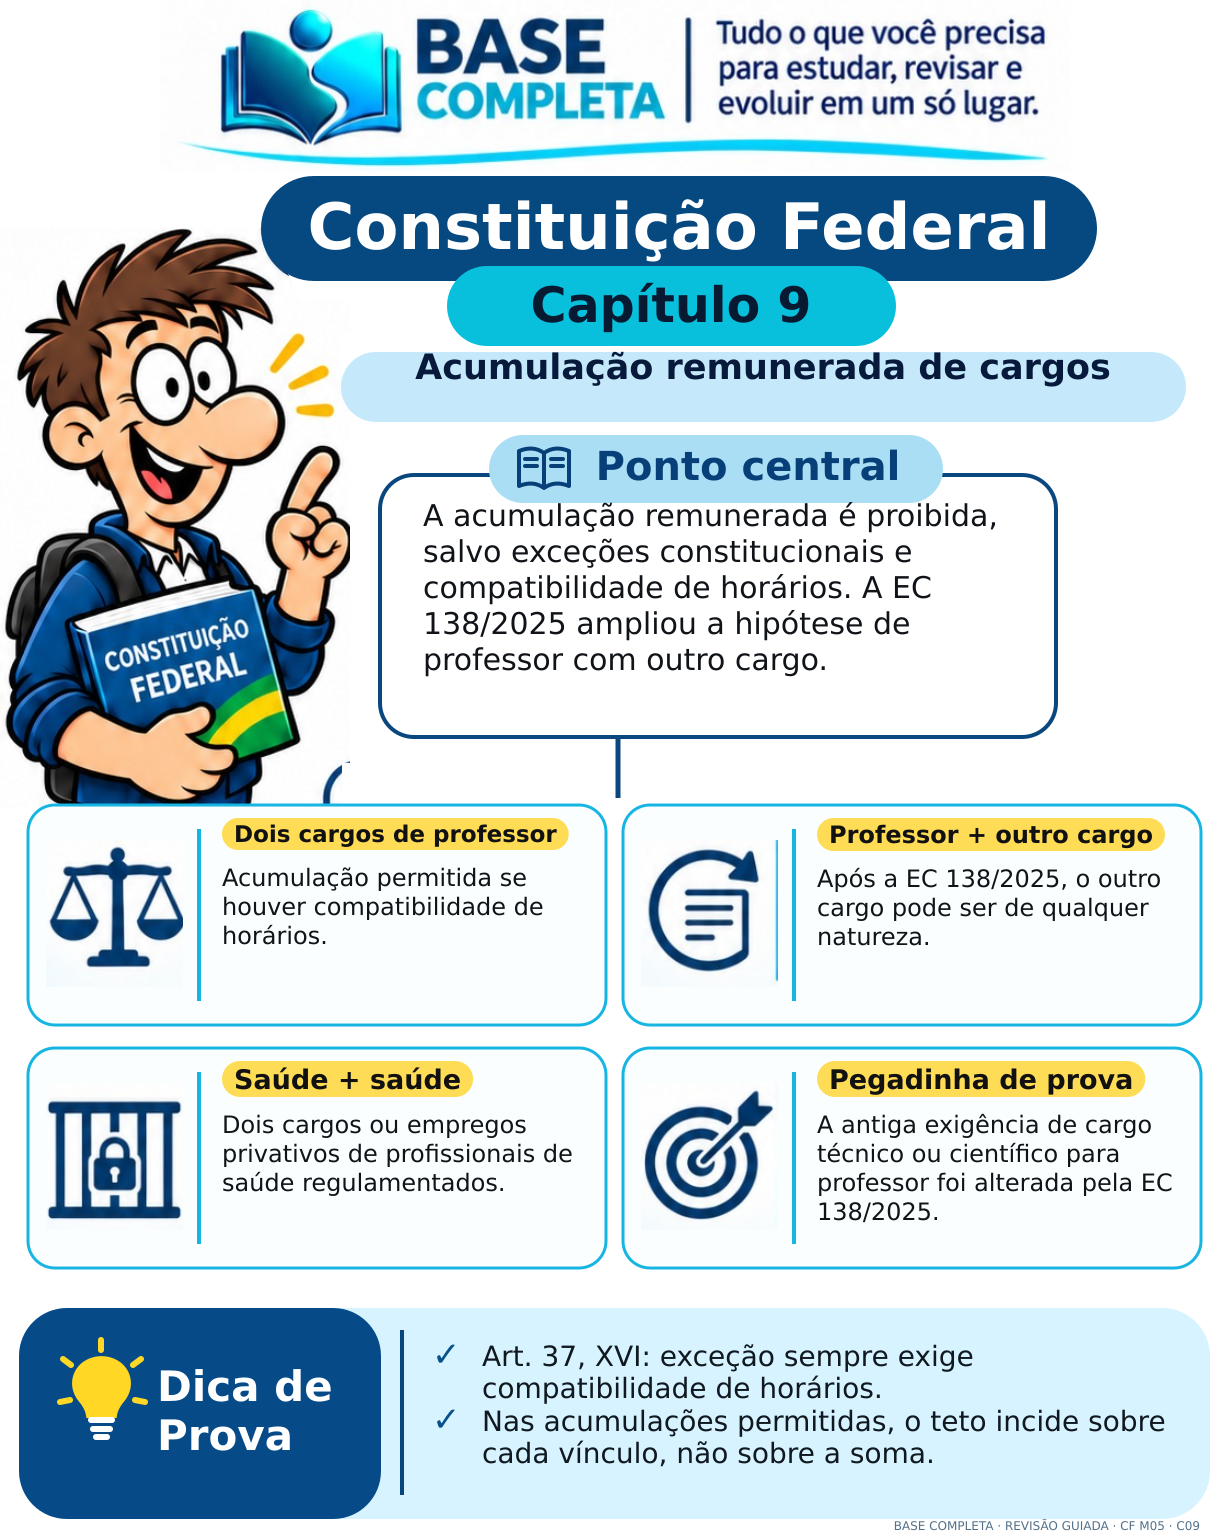 BASE
COMPLETA
Tudo o que você precisa
para estudar, revisar e
evoluir em um só lugar.
Constituição Federal
Capítulo 9
Acumulação remunerada de cargos
Ponto central
A acumulação remunerada é proibida,
salvo exceções constitucionais e
compatibilidade de horários. A EC
138/2025 ampliou a hipótese de
professor com outro cargo.
CONSTITUIÇÃO
FEDERAL
Dois cargos de professor
Acumulação permitida se
houver compatibilidade de
horários.
Professor + outro cargo
Após a EC 138/2025, o outro
cargo pode ser de qualquer
natureza.
Saúde + saúde
Dois cargos ou empregos
privativos de profissionais de
saúde regulamentados.
Pegadinha de prova
A antiga exigência de cargo
técnico ou científico para
professor foi alterada pela EC
138/2025.
Dica de
Prova
✓ Art. 37, XVI: exceção sempre exige
compatibilidade de horários.
✓ Nas acumulações permitidas, o teto incide sobre
cada vínculo, não sobre a soma.
BASE COMPLETA · REVISÃO GUIADA · CF M05 · C09